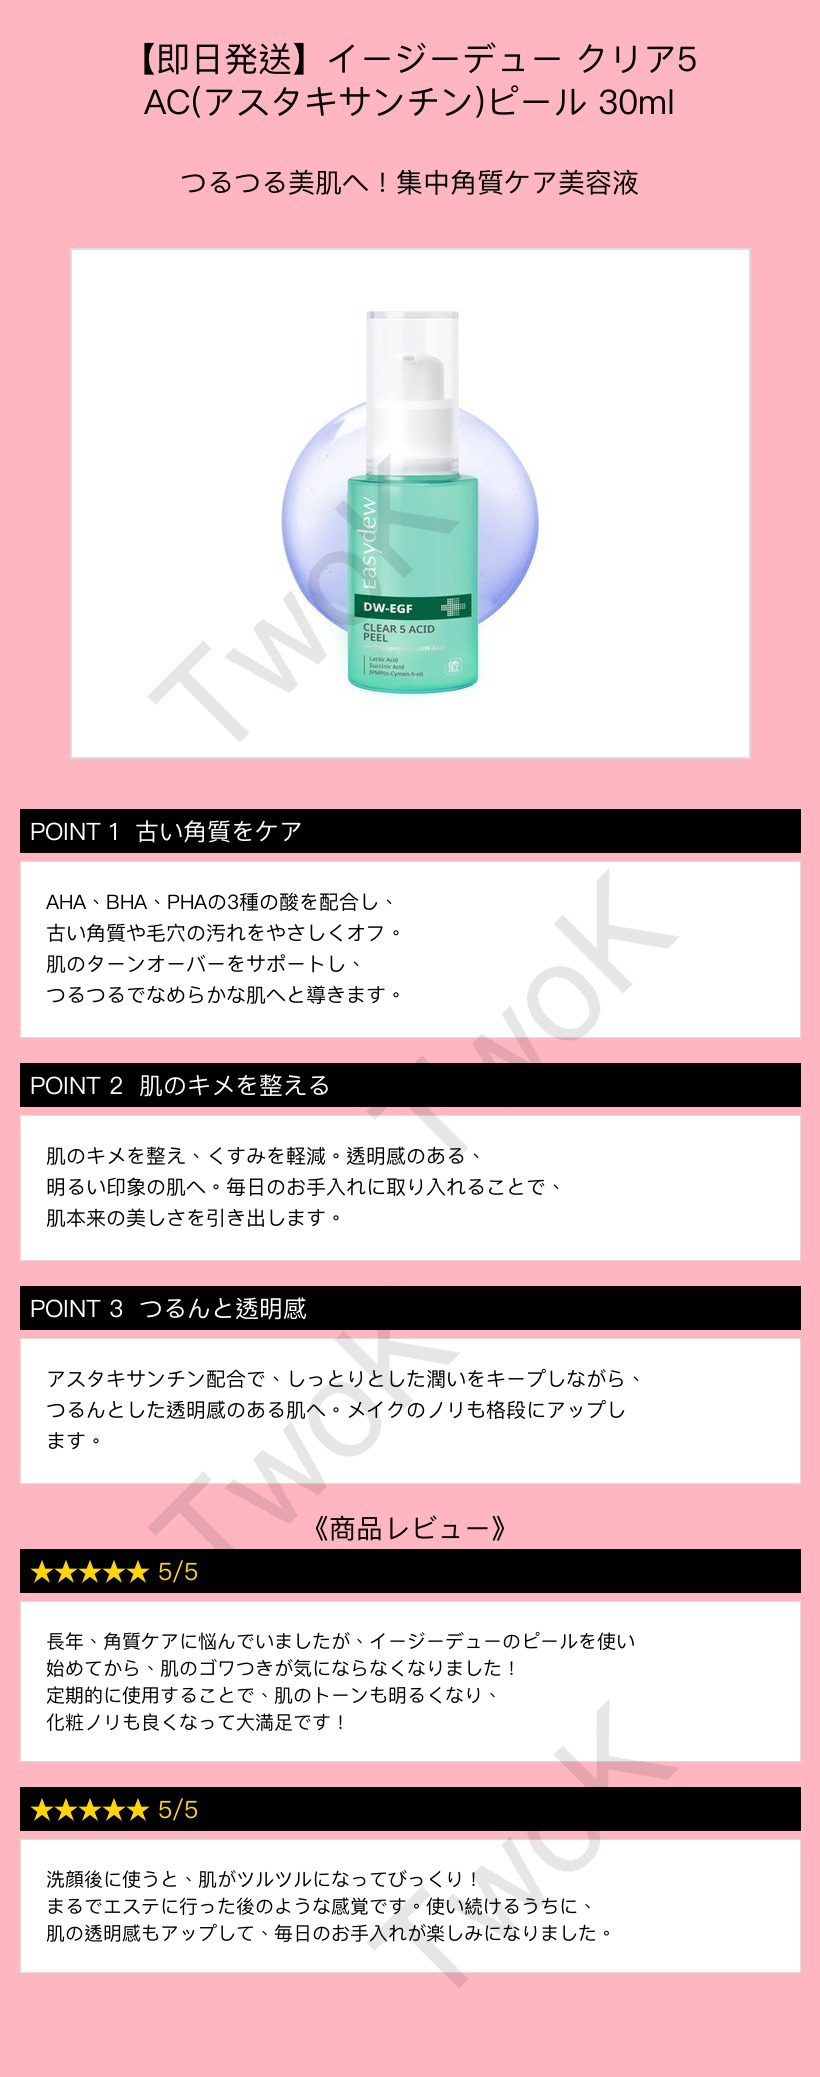 【即日発送】イージーデュー クリア5
AC(アスタキサンチン)ピール 30ml
つるつる美肌へ！集中角質ケア美容液
Easydew
DW-EGF
CLEAR 5 ACID
PEEL
Lactic Acid
Succinic Acid
IPMP(o-Cymen-5-ol)
TwoK
POINT 1 古い角質をケア
AHA、BHA、PHAの3種の酸を配合し、
古い角質や毛穴の汚れをやさしくオフ。
肌のターンオーバーをサポートし、
つるつるでなめらかな肌へと導きます。
TwoK
POINT 2 肌のキメを整える
肌のキメを整え、くすみを軽減。透明感のある、
明るい印象の肌へ。毎日のお手入れに取り入れることで、
肌本来の美しさを引き出します。
POINT 3 つるんと透明感
アスタキサンチン配合で、しっとりとした潤いをキープしながら、
つるんとした透明感のある肌へ。メイクのノリも格段にアップし
ます。
TwoK
《商品レビュー》
★★★★★ 5/5
長年、角質ケアに悩んでいましたが、イージーデューのピールを使い
始めてから、肌のゴワつきが気にならなくなりました！
定期的に使用することで、肌のトーンも明るくなり、
化粧ノリも良くなって大満足です！
★★★★★ 5/5
洗顔後に使うと、肌がツルツルになってびっくり！
まるでエステに行った後のような感覚です。使い続けるうちに、
肌の透明感もアップして、毎日のお手入れが楽しみになりました。
TwoK